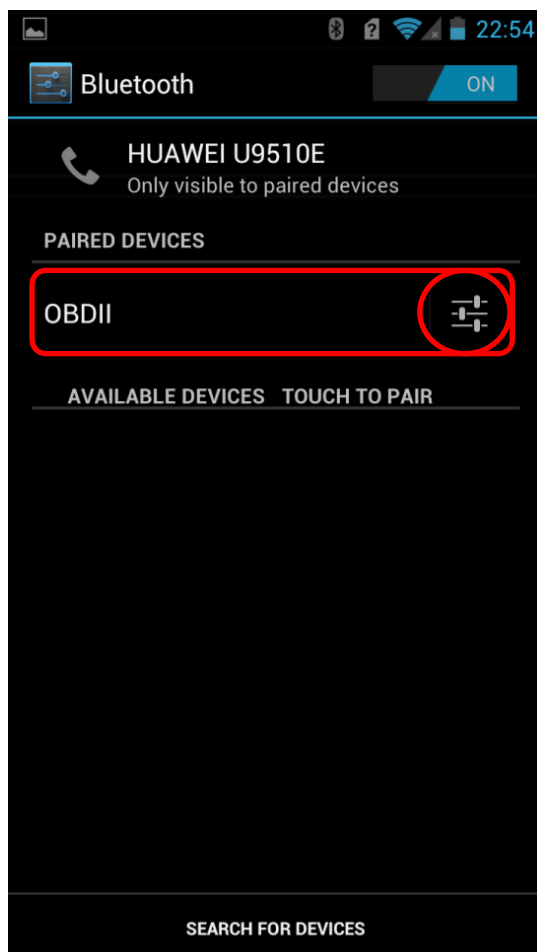 22:54
Bluetooth
ON
HUAWEI U9510E
Only visible to paired devices
PAIRED DEVICES
OBDII
AVAILABLE DEVICES TOUCH TO PAIR
SEARCH FOR DEVICES